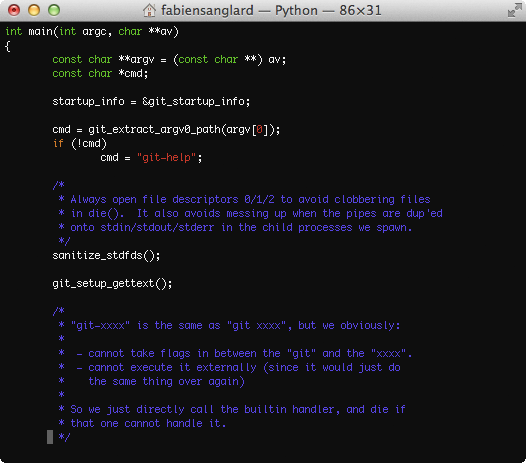 fabiensanglard — Python — 86×31
int main(int argc, char **av)
{
const char **argv = (const char **) av;
const char *cmd;
startup_info = &git_startup_info;
cmd = git_extract_argv0_path(argv[0]);
if (!cmd)
cmd = "git-help";
/*
* Always open file descriptors 0/1/2 to avoid clobbering files
* in die().  It also avoids messing up when the pipes are dup'ed
* onto stdin/stdout/stderr in the child processes we spawn.
*/
sanitize_stdfds();
git_setup_gettext();
/*
* "git-xxxx" is the same as "git xxxx", but we obviously:
*
*  - cannot take flags in between the "git" and the "xxxx".
*  - cannot execute it externally (since it would just do
*    the same thing over again)
*
* So we just directly call the builtin handler, and die if
* that one cannot handle it.
*/